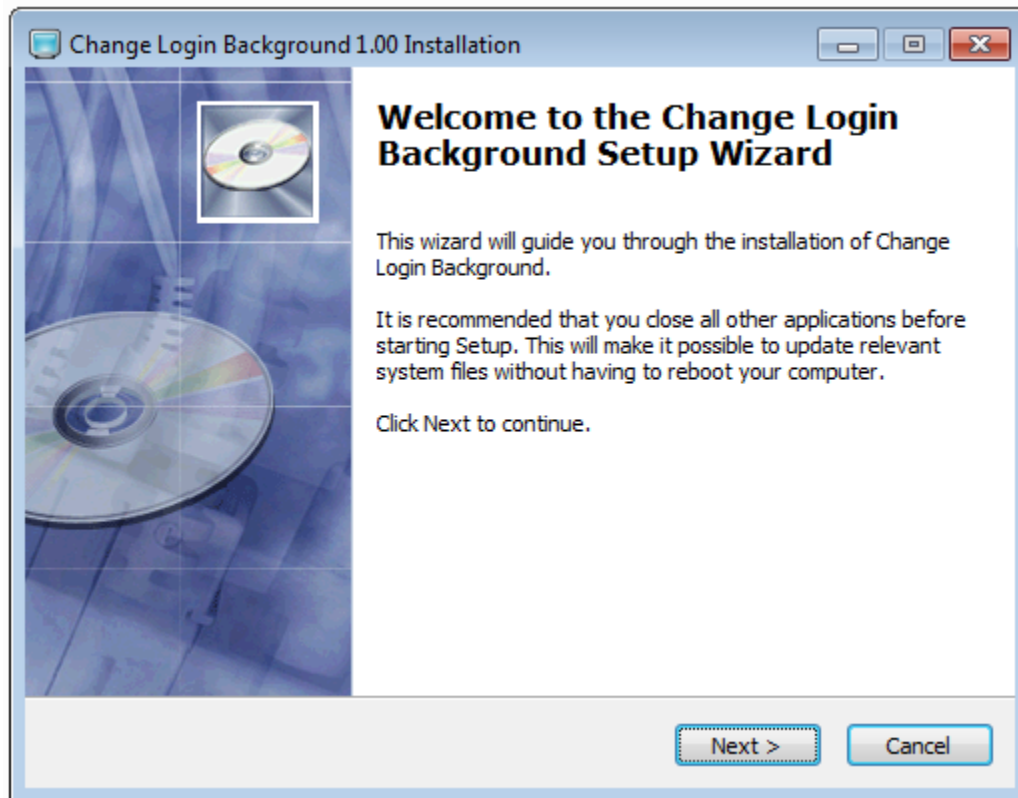 Change Login Background 1.00 Installation
Welcome to the Change Login
Background Setup Wizard
This wizard will guide you through the installation of Change
Login Background.
It is recommended that you close all other applications before
starting Setup. This will make it possible to update relevant
system files without having to reboot your computer.
Click Next to continue.
Next >
Cancel